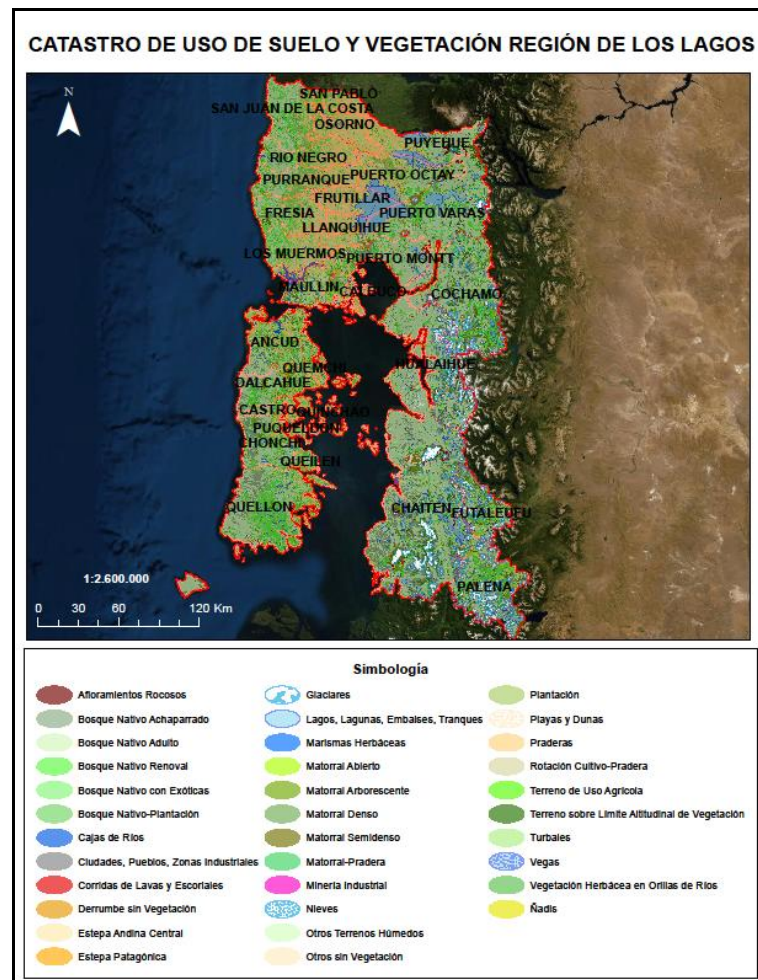 CATASTRO DE USO DE SUELO Y VEGETACIÓN REGIÓN DE LOS LAGOS
N
SAN PABLO
SAN JUAN DE LA COSTA
OSORNO
PUYEHUE
RIO NEGRO
PUERTO OCTAY
PURRANQUE
FRUTILLAR
FRESIA
PUERTO VARAS
LLANQUIHUE
LOS MUERMOS
PUERTO MONTT
MAULLIN
CALBUCO
COCHAMO
ANCUD
QUEMCHI
HUALAIHUE
DALCAHUE
CASTRO
QUINCHAO
PUQUELDON
CHONCHI
QUEILEN
QUELLON
CHAITEN
FUTALEUFU
PALENA
1:2.600.000
0 30 60 120 Km
Simbología
Afloramientos Rocosos
Bosque Nativo Achaparrado
Bosque Nativo Adulto
Bosque Nativo Renoval
Bosque Nativo con Exóticas
Bosque Nativo-Plantación
Cajas de Ríos
Ciudades, Pueblos, Zonas Industriales
Corridas de Lavas y Escoriales
Derrumbe sin Vegetación
Estepa Andina Central
Estepa Patagónica
Glaciares
Lagos, Lagunas, Embalses, Tranques
Marismas Herbáceas
Matorral Abierto
Matorral Arborescente
Matorral Denso
Matorral Semidenso
Matorral-Pradera
Minería Industrial
Nieves
Otros Terrenos Húmedos
Otros sin Vegetación
Plantación
Playas y Dunas
Praderas
Rotación Cultivo-Pradera
Terreno de Uso Agrícola
Terreno sobre Limite Altitudinal de Vegetación
Turbales
Vegas
Vegetación Herbácea en Orillas de Ríos
Ñadis